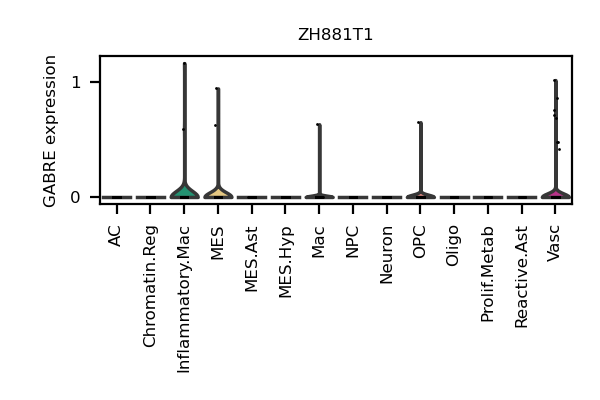 ZH881T1
GABRE expression
1
0
AC
Chromatin.Reg
Inflammatory.Mac
MES
MES.Ast
MES.Hyp
Mac
NPC
Neuron
OPC
Oligo
Prolif.Metab
Reactive.Ast
Vasc